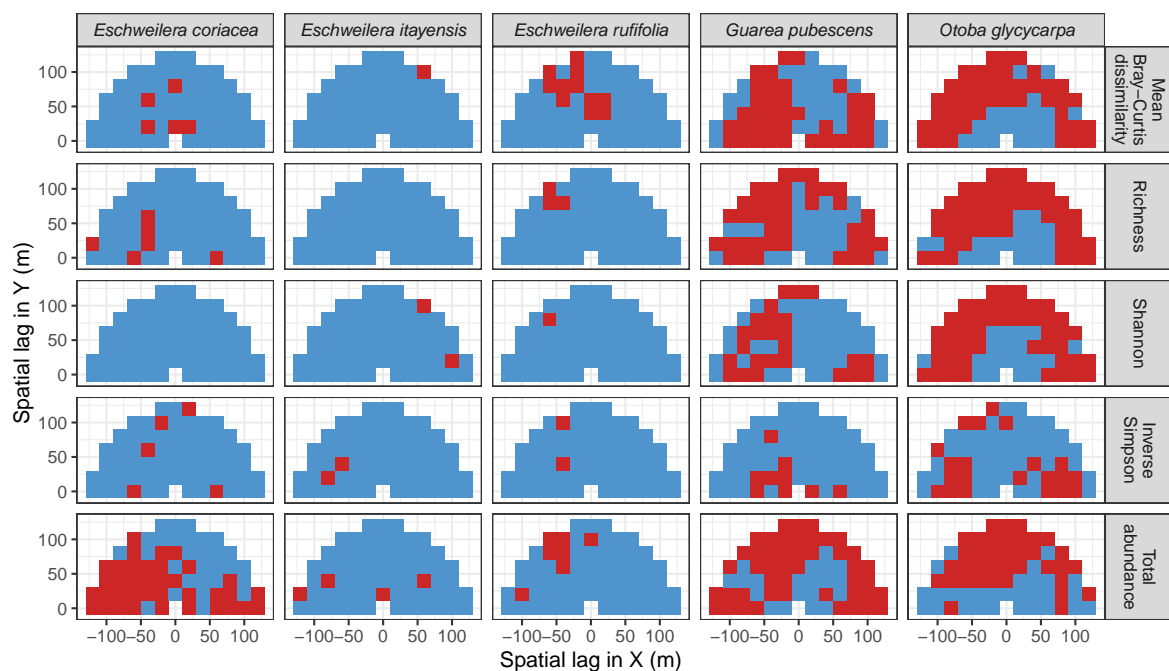 Eschweilera coriacea Eschweilera itayensis Eschweilera rufifolia Guarea pubescens Otoba glycycarpa
100
50
0
Mean
Bray−Curtis
dissimilarity
100
50
0
Richness
100
50
0
Shannon
100
50
0
Inverse
Simpson
100
50
0
Total
abundance
−100−50 0 50 100 −100−50 0 50 100 −100−50 0 50 100 −100−50 0 50 100 −100−50 0 50 100
Spatial lag in X (m)
Spatial lag in Y (m)